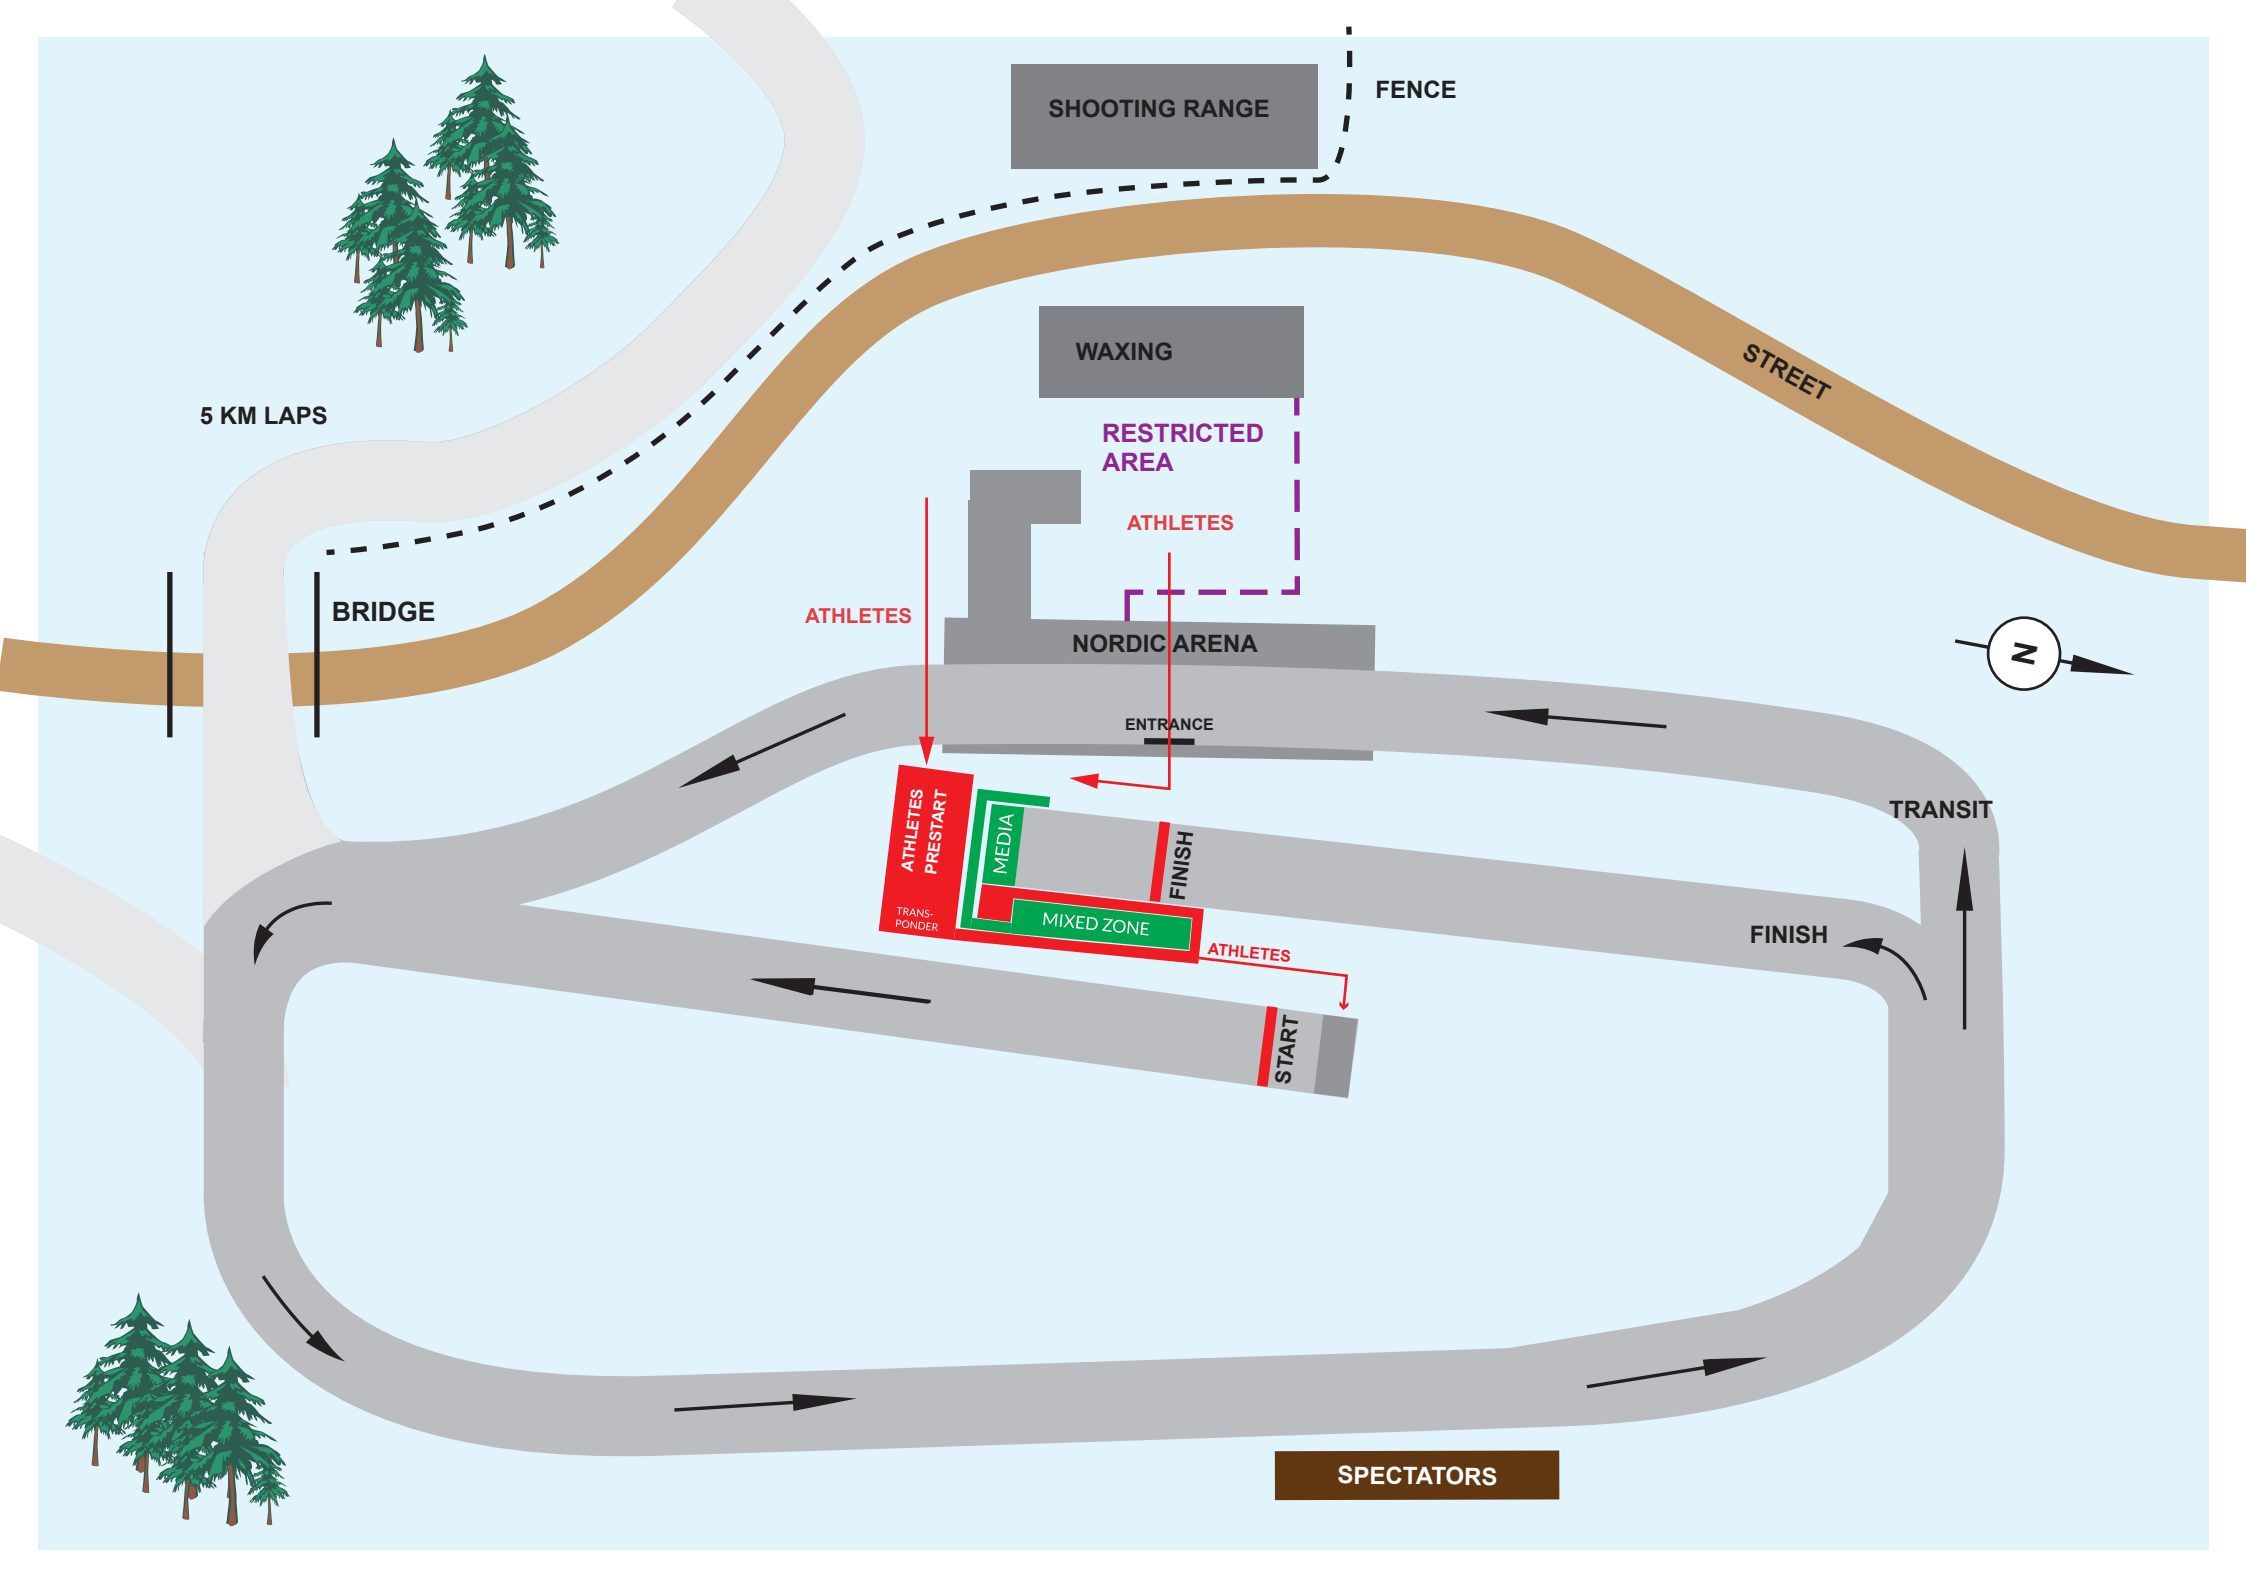 SHOOTING RANGE
FENCE
WAXING
STREET
5 KM LAPS
RESTRICTED
AREA
ATHLETES
BRIDGE
ATHLETES
NORDIC ARENA
N
ENTRANCE
TRANSIT
ATHLETES
PRESTART
MEDIA
FINISH
TRANS-
PONDER
MIXED ZONE
FINISH
ATHLETES
START
SPECTATORS